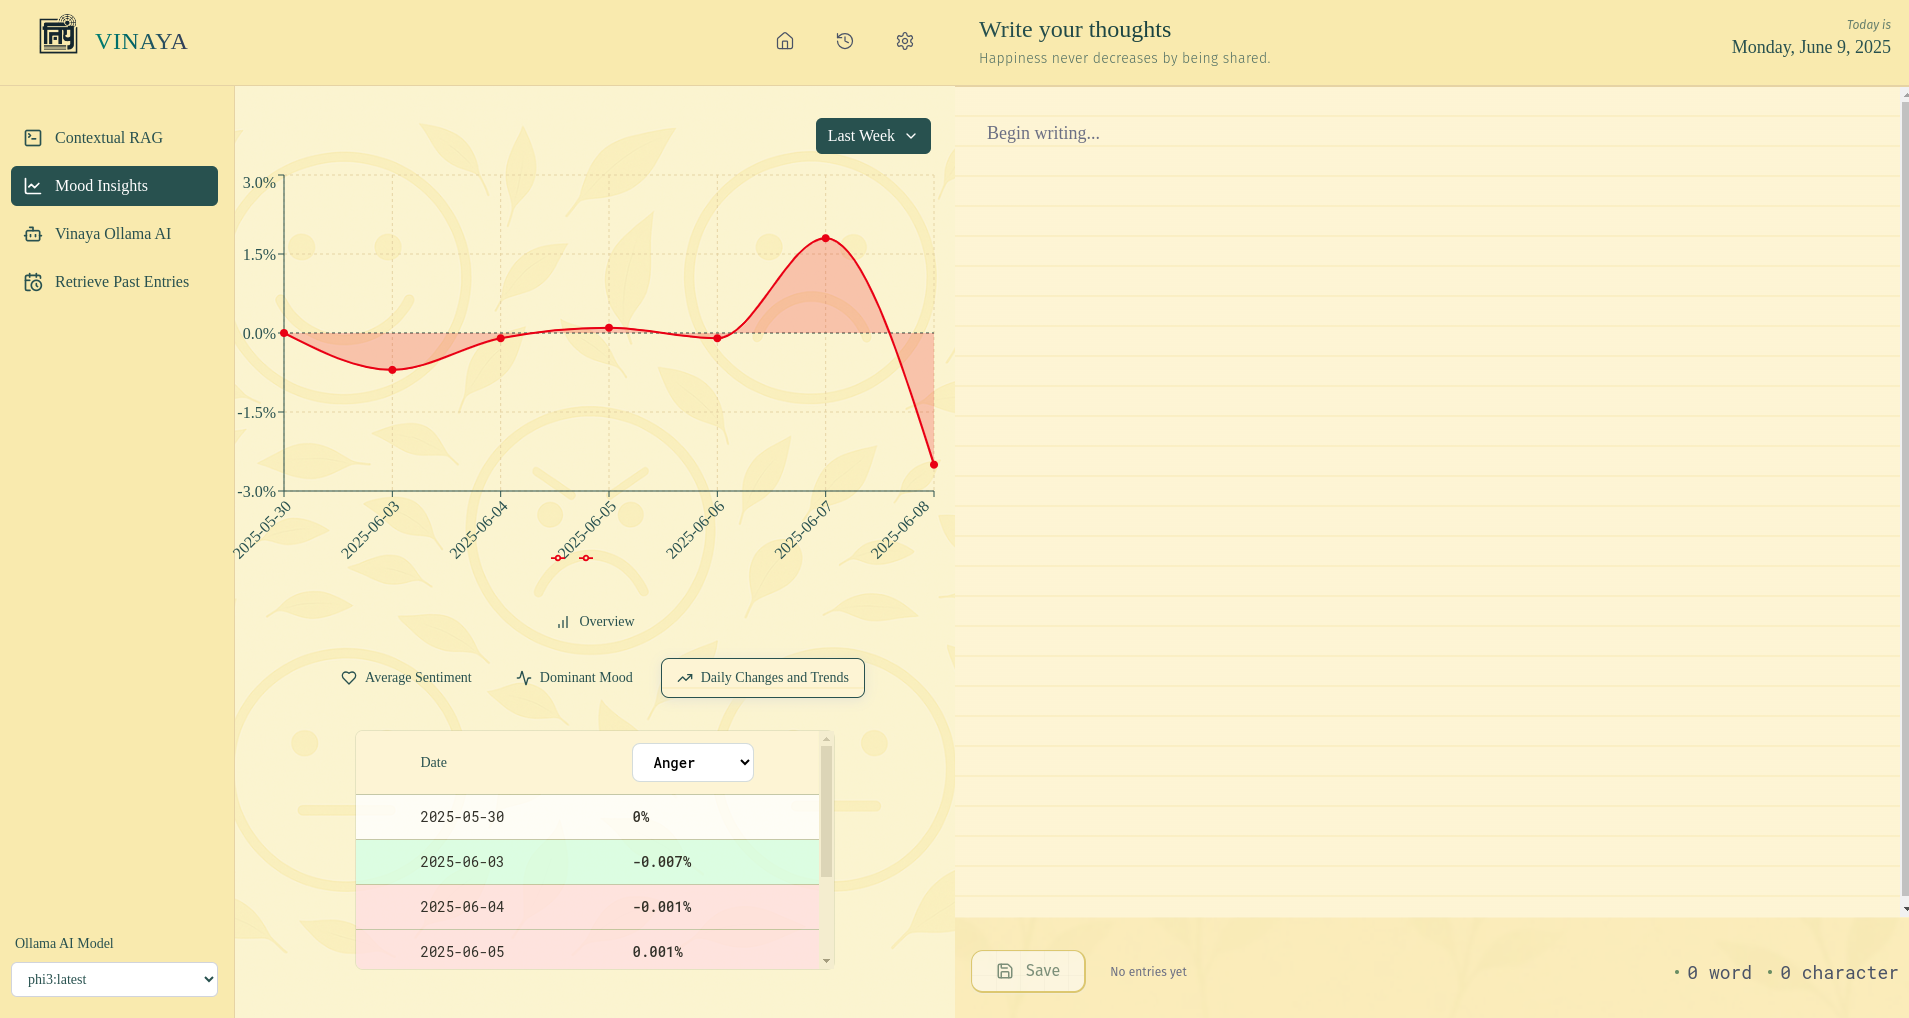 VINAYA
Write your thoughts
Happiness never decreases by being shared.
Today is
Monday, June 9, 2025
Contextual RAG
Mood Insights
Vinaya Ollama AI
Retrieve Past Entries
Ollama AI Model
phi3:latest
Last Week
3.0%
1.5%
0.0%
-1.5%
-3.0%
2025-05-30
2025-06-03
2025-06-04
2025-06-05
2025-06-06
2025-06-07
2025-06-08
Overview
Average Sentiment
Dominant Mood
Daily Changes and Trends
Date Anger
2025-05-30 0%
2025-06-03 -0.007%
2025-06-04 -0.001%
2025-06-05 0.001%
Begin writing...
Save
No entries yet
• 0 word • 0 character